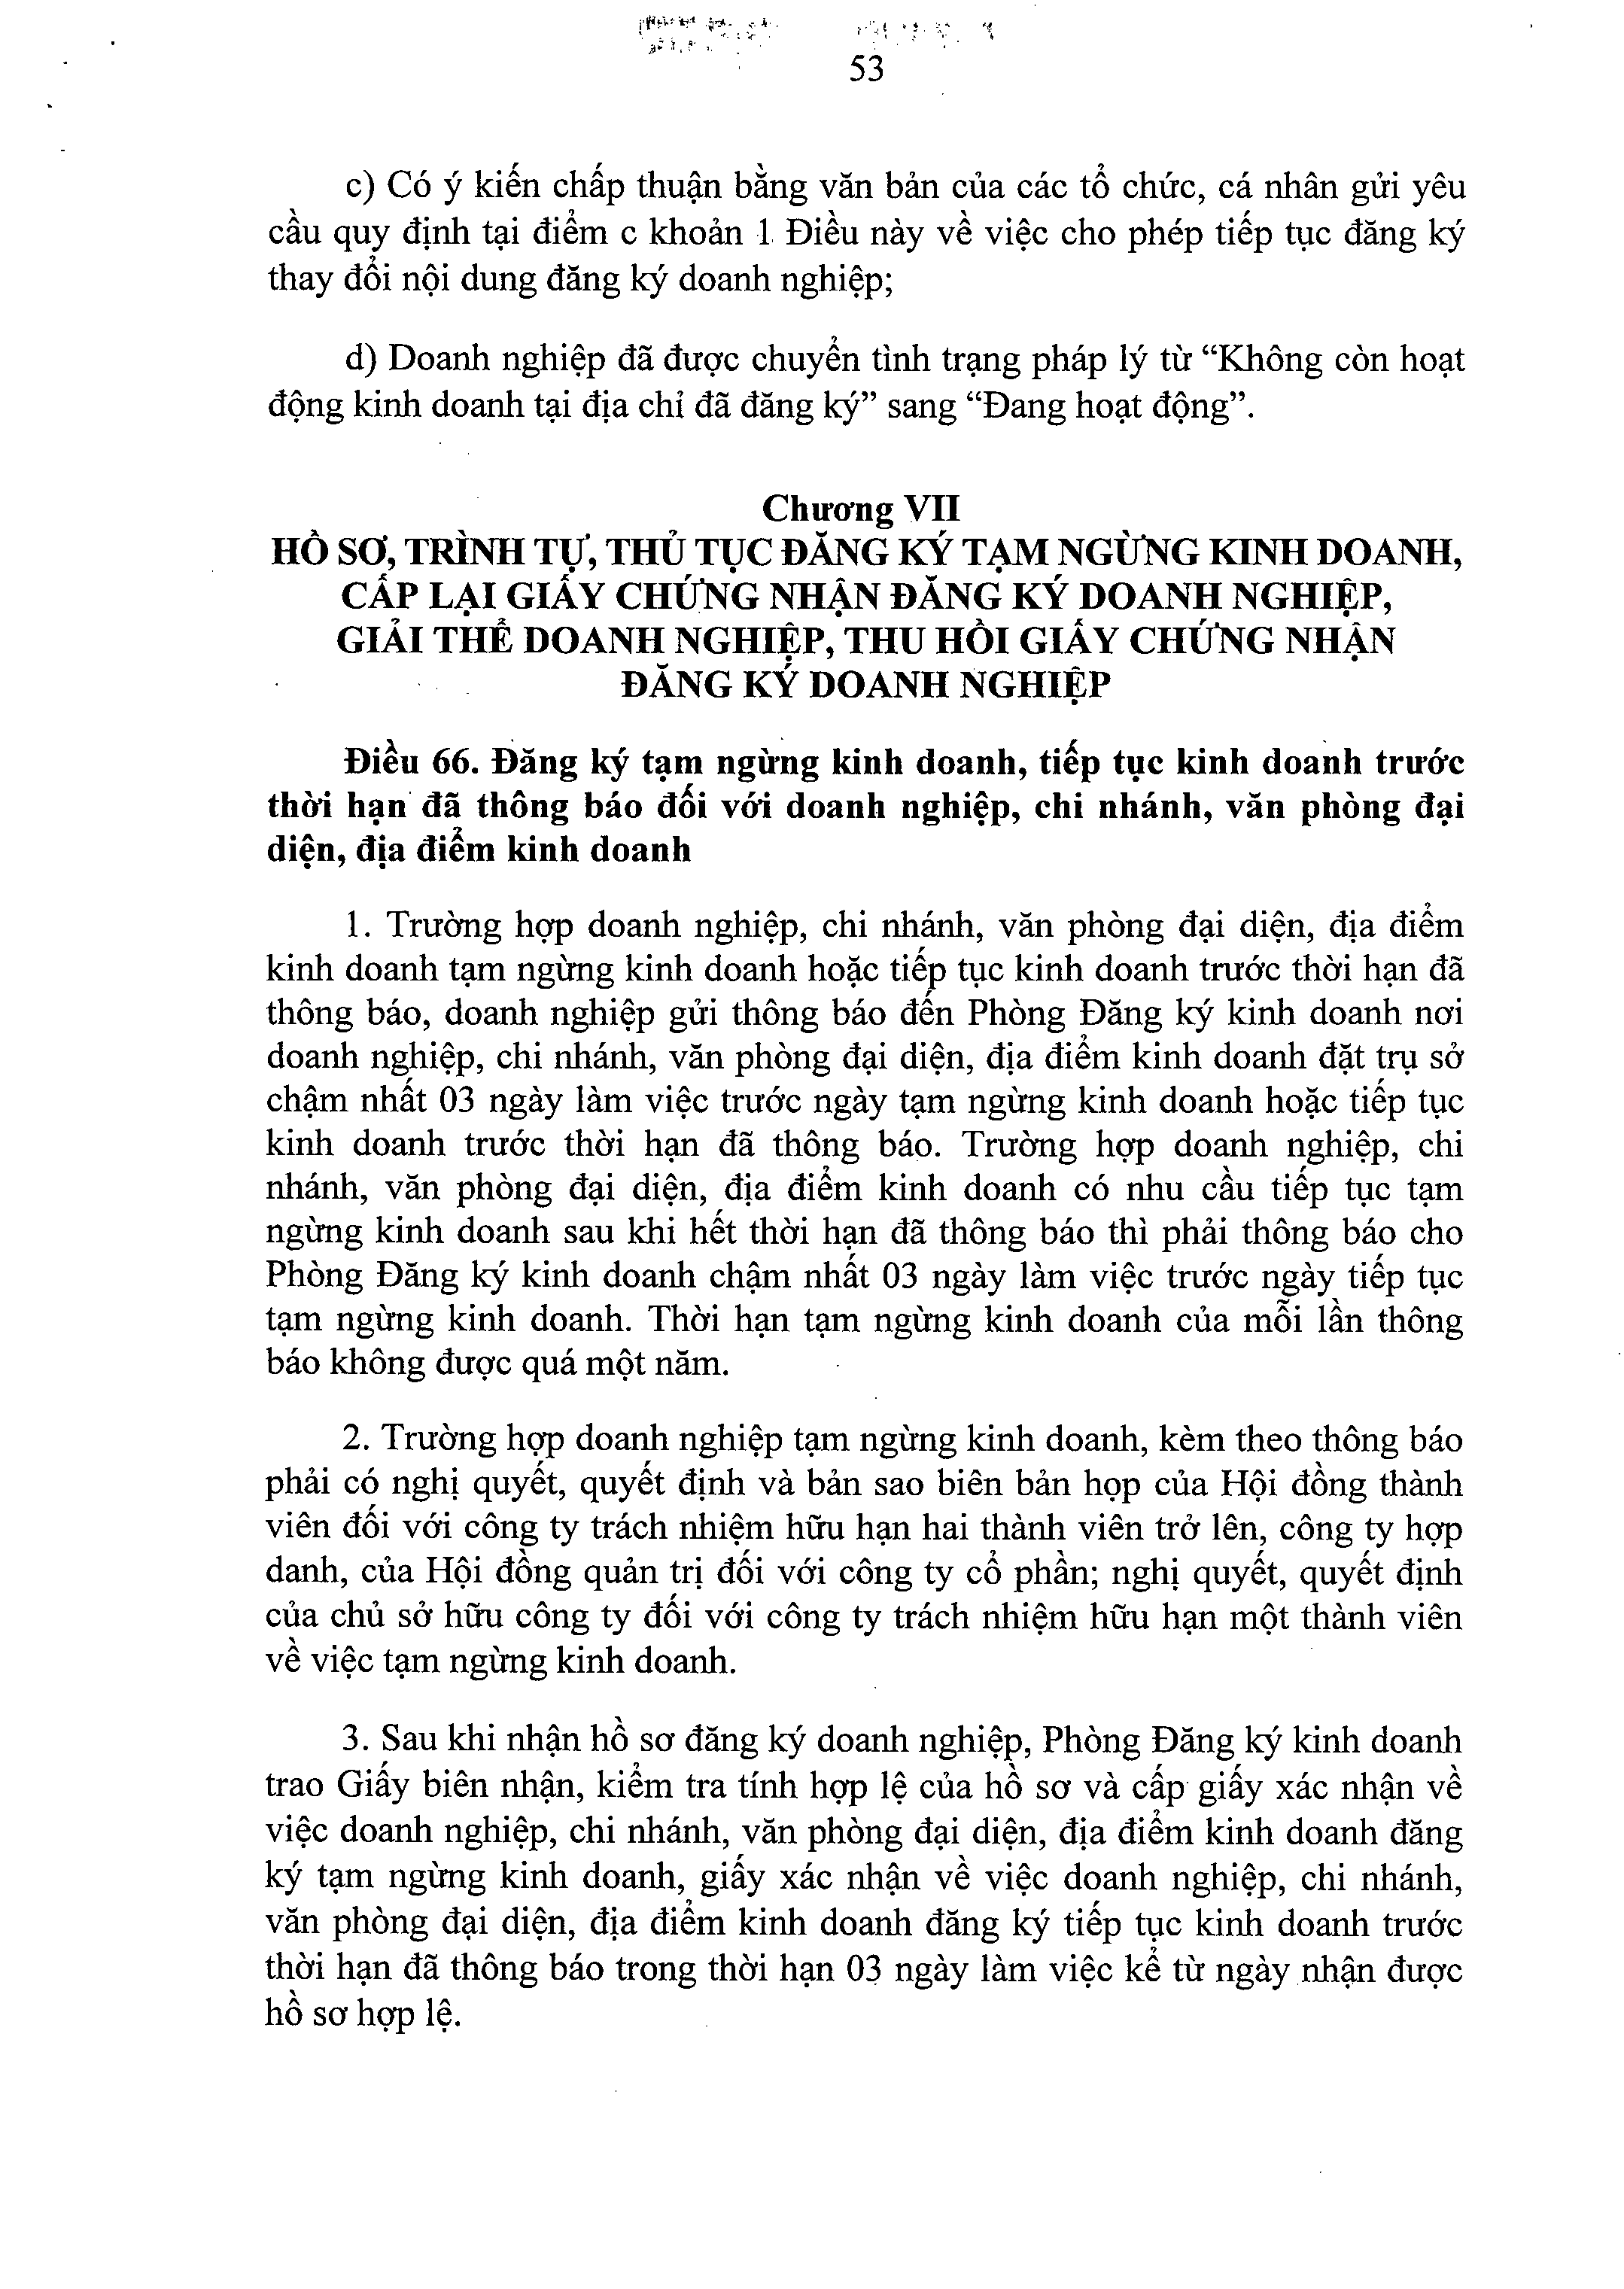 53
c) Có ý kiến chấp thuận bằng văn bản của các tổ chức, cá nhân gửi yêu
cầu quy định tại điểm c khoản 1 Điều này về việc cho phép tiếp tục đăng ký
thay đổi nội dung đăng ký doanh nghiệp;
d) Doanh nghiệp đã được chuyển tình trạng pháp lý từ “Không còn hoạt
động kinh doanh tại địa chỉ đã đăng ký” sang “Đang hoạt động”.
Chương VII
HỒ SƠ, TRÌNH TỰ, THỦ TỤC ĐĂNG KÝ TẠM NGỪNG KINH DOANH,
CẤP LẠI GIẤY CHỨNG NHẬN ĐĂNG KÝ DOANH NGHIỆP,
GIẢI THỂ DOANH NGHIỆP, THU HỒI GIẤY CHỨNG NHẬN
ĐĂNG KÝ DOANH NGHIỆP
Điều 66. Đăng ký tạm ngừng kinh doanh, tiếp tục kinh doanh trước
thời hạn đã thông báo đối với doanh nghiệp, chi nhánh, văn phòng đại
diện, địa điểm kinh doanh
1. Trường hợp doanh nghiệp, chi nhánh, văn phòng đại diện, địa điểm
kinh doanh tạm ngừng kinh doanh hoặc tiếp tục kinh doanh trước thời hạn đã
thông báo, doanh nghiệp gửi thông báo đến Phòng Đăng ký kinh doanh nơi
doanh nghiệp, chi nhánh, văn phòng đại diện, địa điểm kinh doanh đặt trụ sở
chậm nhất 03 ngày làm việc trước ngày tạm ngừng kinh doanh hoặc tiếp tục
kinh doanh trước thời hạn đã thông báo. Trường hợp doanh nghiệp, chi
nhánh, văn phòng đại diện, địa điểm kinh doanh có nhu cầu tiếp tục tạm
ngừng kinh doanh sau khi hết thời hạn đã thông báo thì phải thông báo cho
Phòng Đăng ký kinh doanh chậm nhất 03 ngày làm việc trước ngày tiếp tục
tạm ngừng kinh doanh. Thời hạn tạm ngừng kinh doanh của mỗi lần thông
báo không được quá một năm.
2. Trường hợp doanh nghiệp tạm ngừng kinh doanh, kèm theo thông báo
phải có nghị quyết, quyết định và bản sao biên bản họp của Hội đồng thành
viên đối với công ty trách nhiệm hữu hạn hai thành viên trở lên, công ty hợp
danh, của Hội đồng quản trị đối với công ty cổ phần; nghị quyết, quyết định
của chủ sở hữu công ty đối với công ty trách nhiệm hữu hạn một thành viên
về việc tạm ngừng kinh doanh.
3. Sau khi nhận hồ sơ đăng ký doanh nghiệp, Phòng Đăng ký kinh doanh
trao Giấy biên nhận, kiểm tra tính hợp lệ của hồ sơ và cấp giấy xác nhận về
việc doanh nghiệp, chi nhánh, văn phòng đại diện, địa điểm kinh doanh đăng
ký tạm ngừng kinh doanh, giấy xác nhận về việc doanh nghiệp, chi nhánh,
văn phòng đại diện, địa điểm kinh doanh đăng ký tiếp tục kinh doanh trước
thời hạn đã thông báo trong thời hạn 03 ngày làm việc kể từ ngày nhận được
hồ sơ hợp lệ.